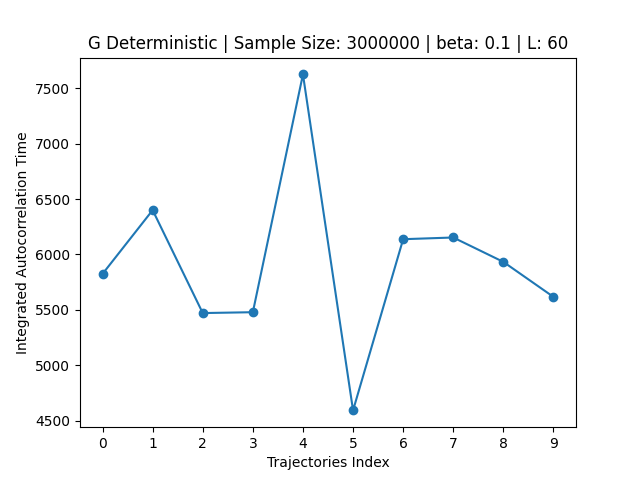 G Deterministic | Sample Size: 3000000 | beta: 0.1 | L: 60
Integrated Autocorrelation Time
7500
7000
6500
6000
5500
5000
4500
0 1 2 3 4 5 6 7 8 9
Trajectories Index